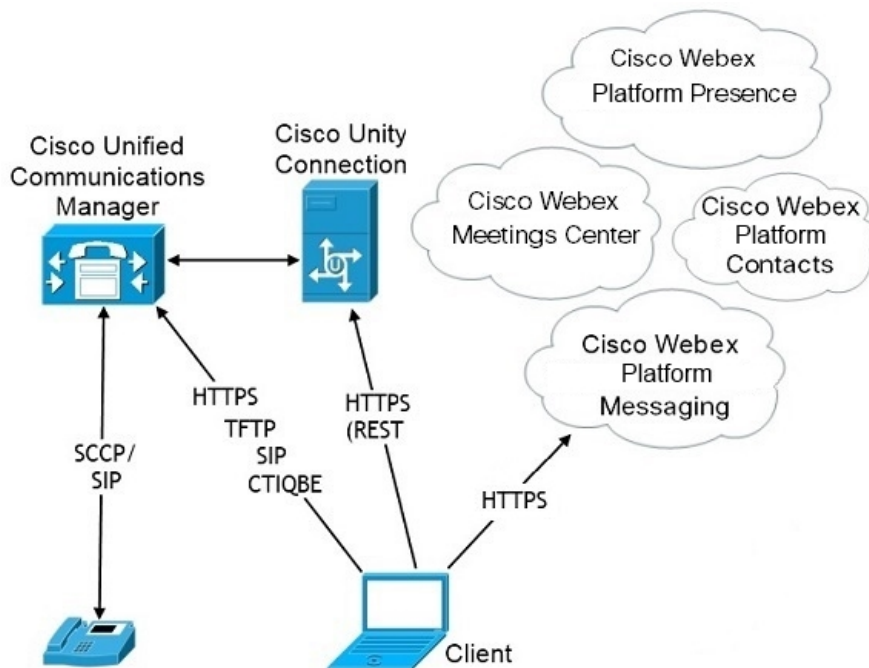 Cisco Webex
Platform Presence
Cisco Unified
Communications
Manager
Cisco Unity
Connection
Cisco Webex
Meetings Center
Cisco Webex
Platform
Contacts
U
Cisco Webex
Platform
Messaging
HTTPS
TFTP
SIP
CTIQBE
HTTPS
(REST
SCCP/
SIP
HTTPS
Client